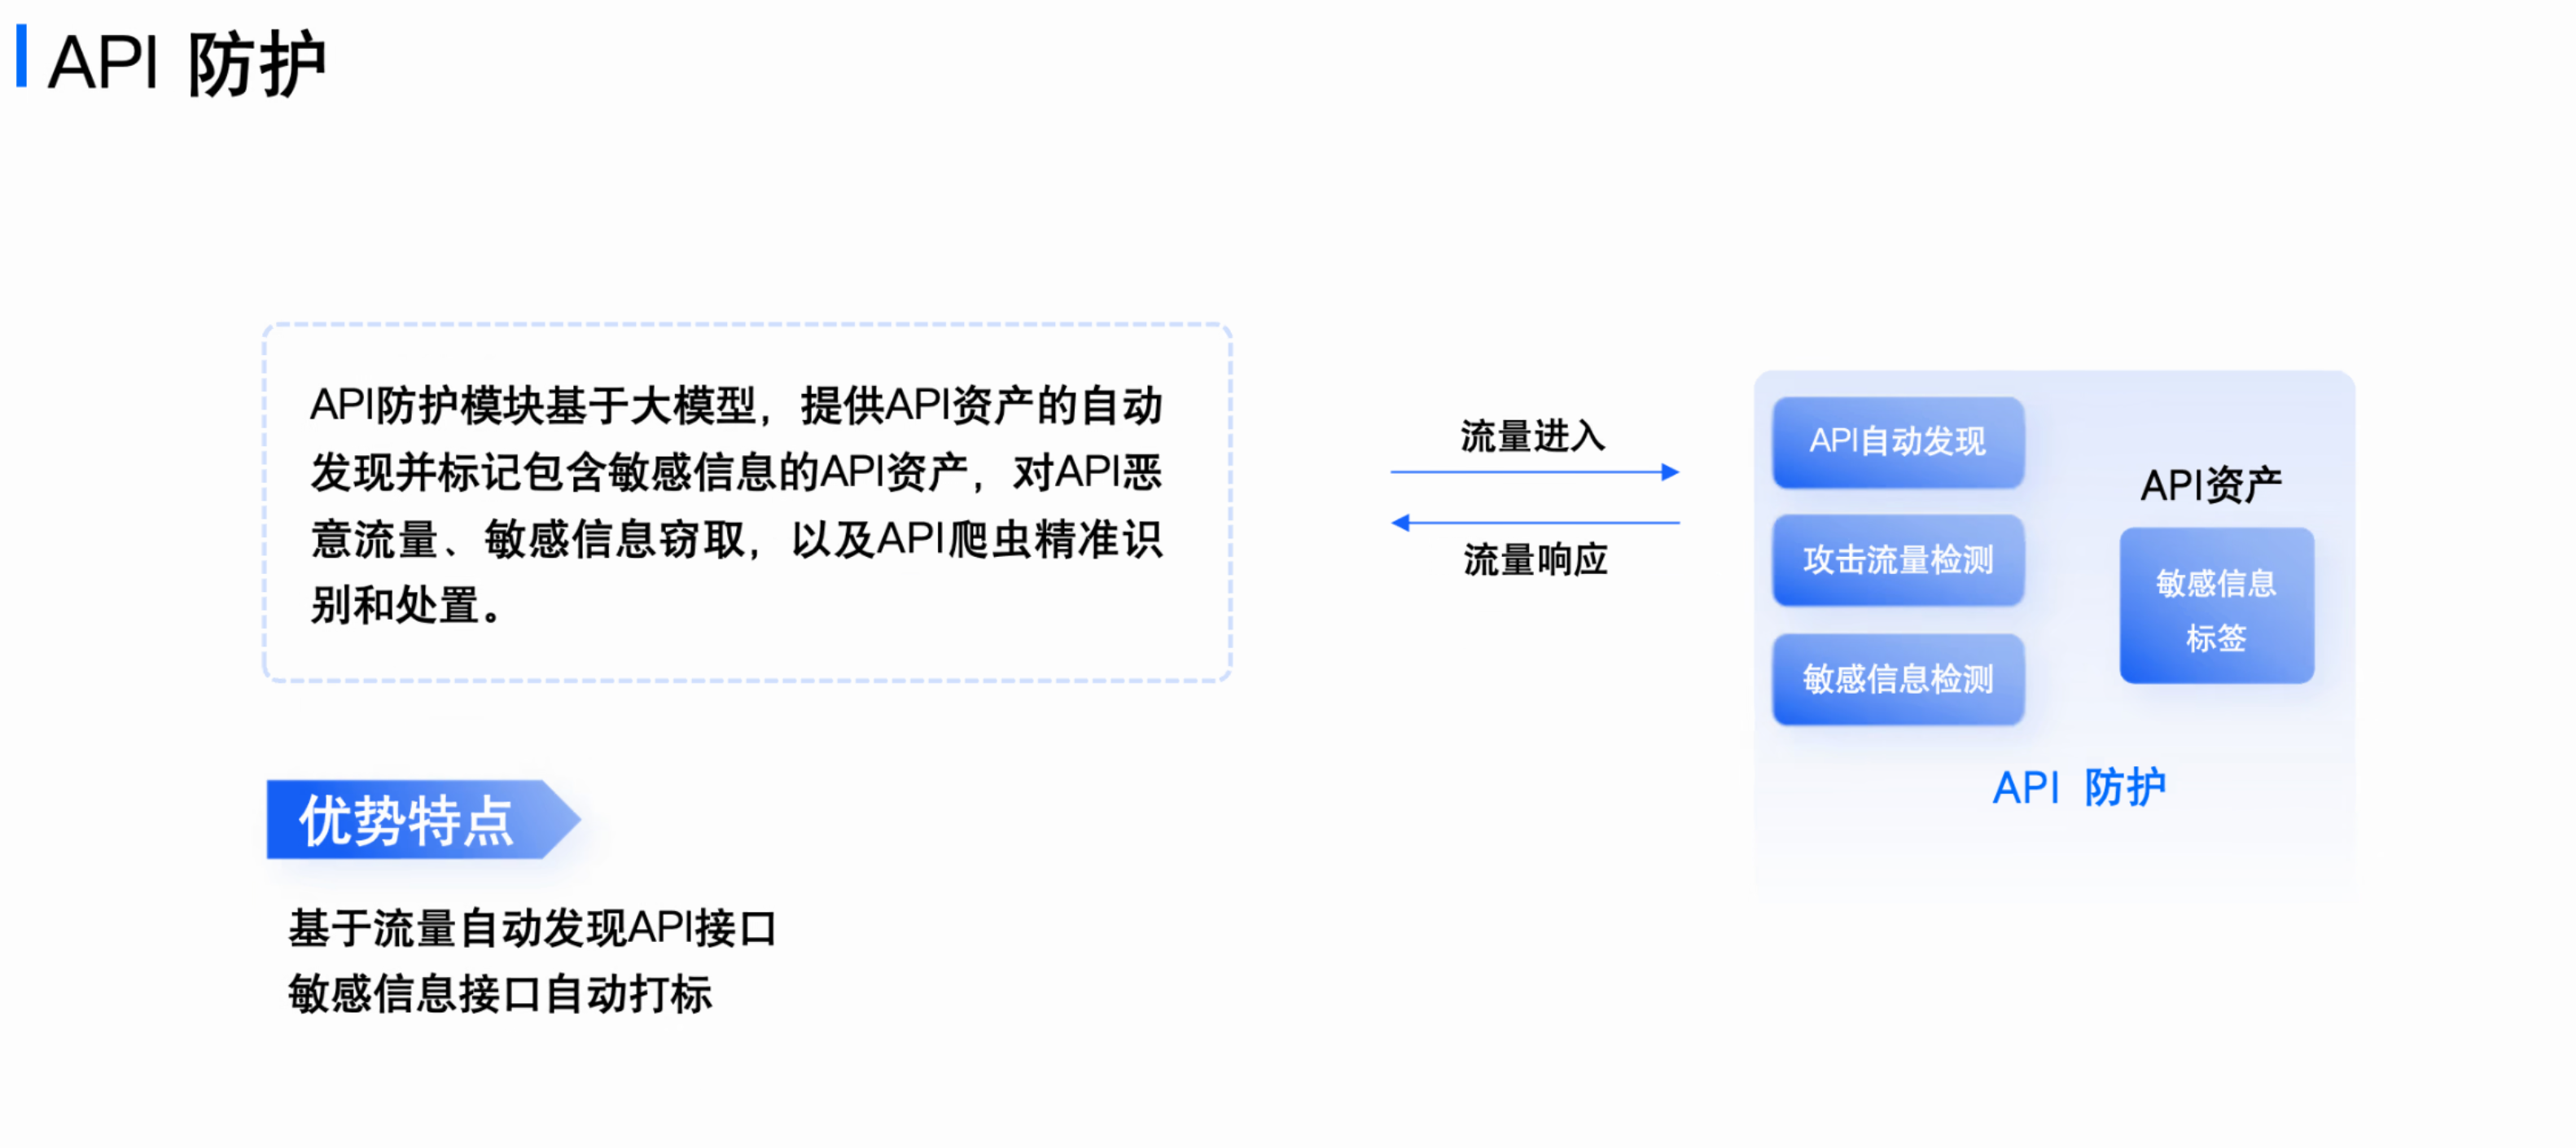 API 防护
API防护模块基于大模型，提供API资产的自动
发现并标记包含敏感信息的API资产，对API恶
意流量、敏感信息窃取，以及API爬虫精准识
别和处置。
优势特点
基于流量自动发现API接口
敏感信息接口自动打标
流量进入
流量响应
API自动发现
攻击流量检测
敏感信息检测
API资产
敏感信息
标签
API 防护